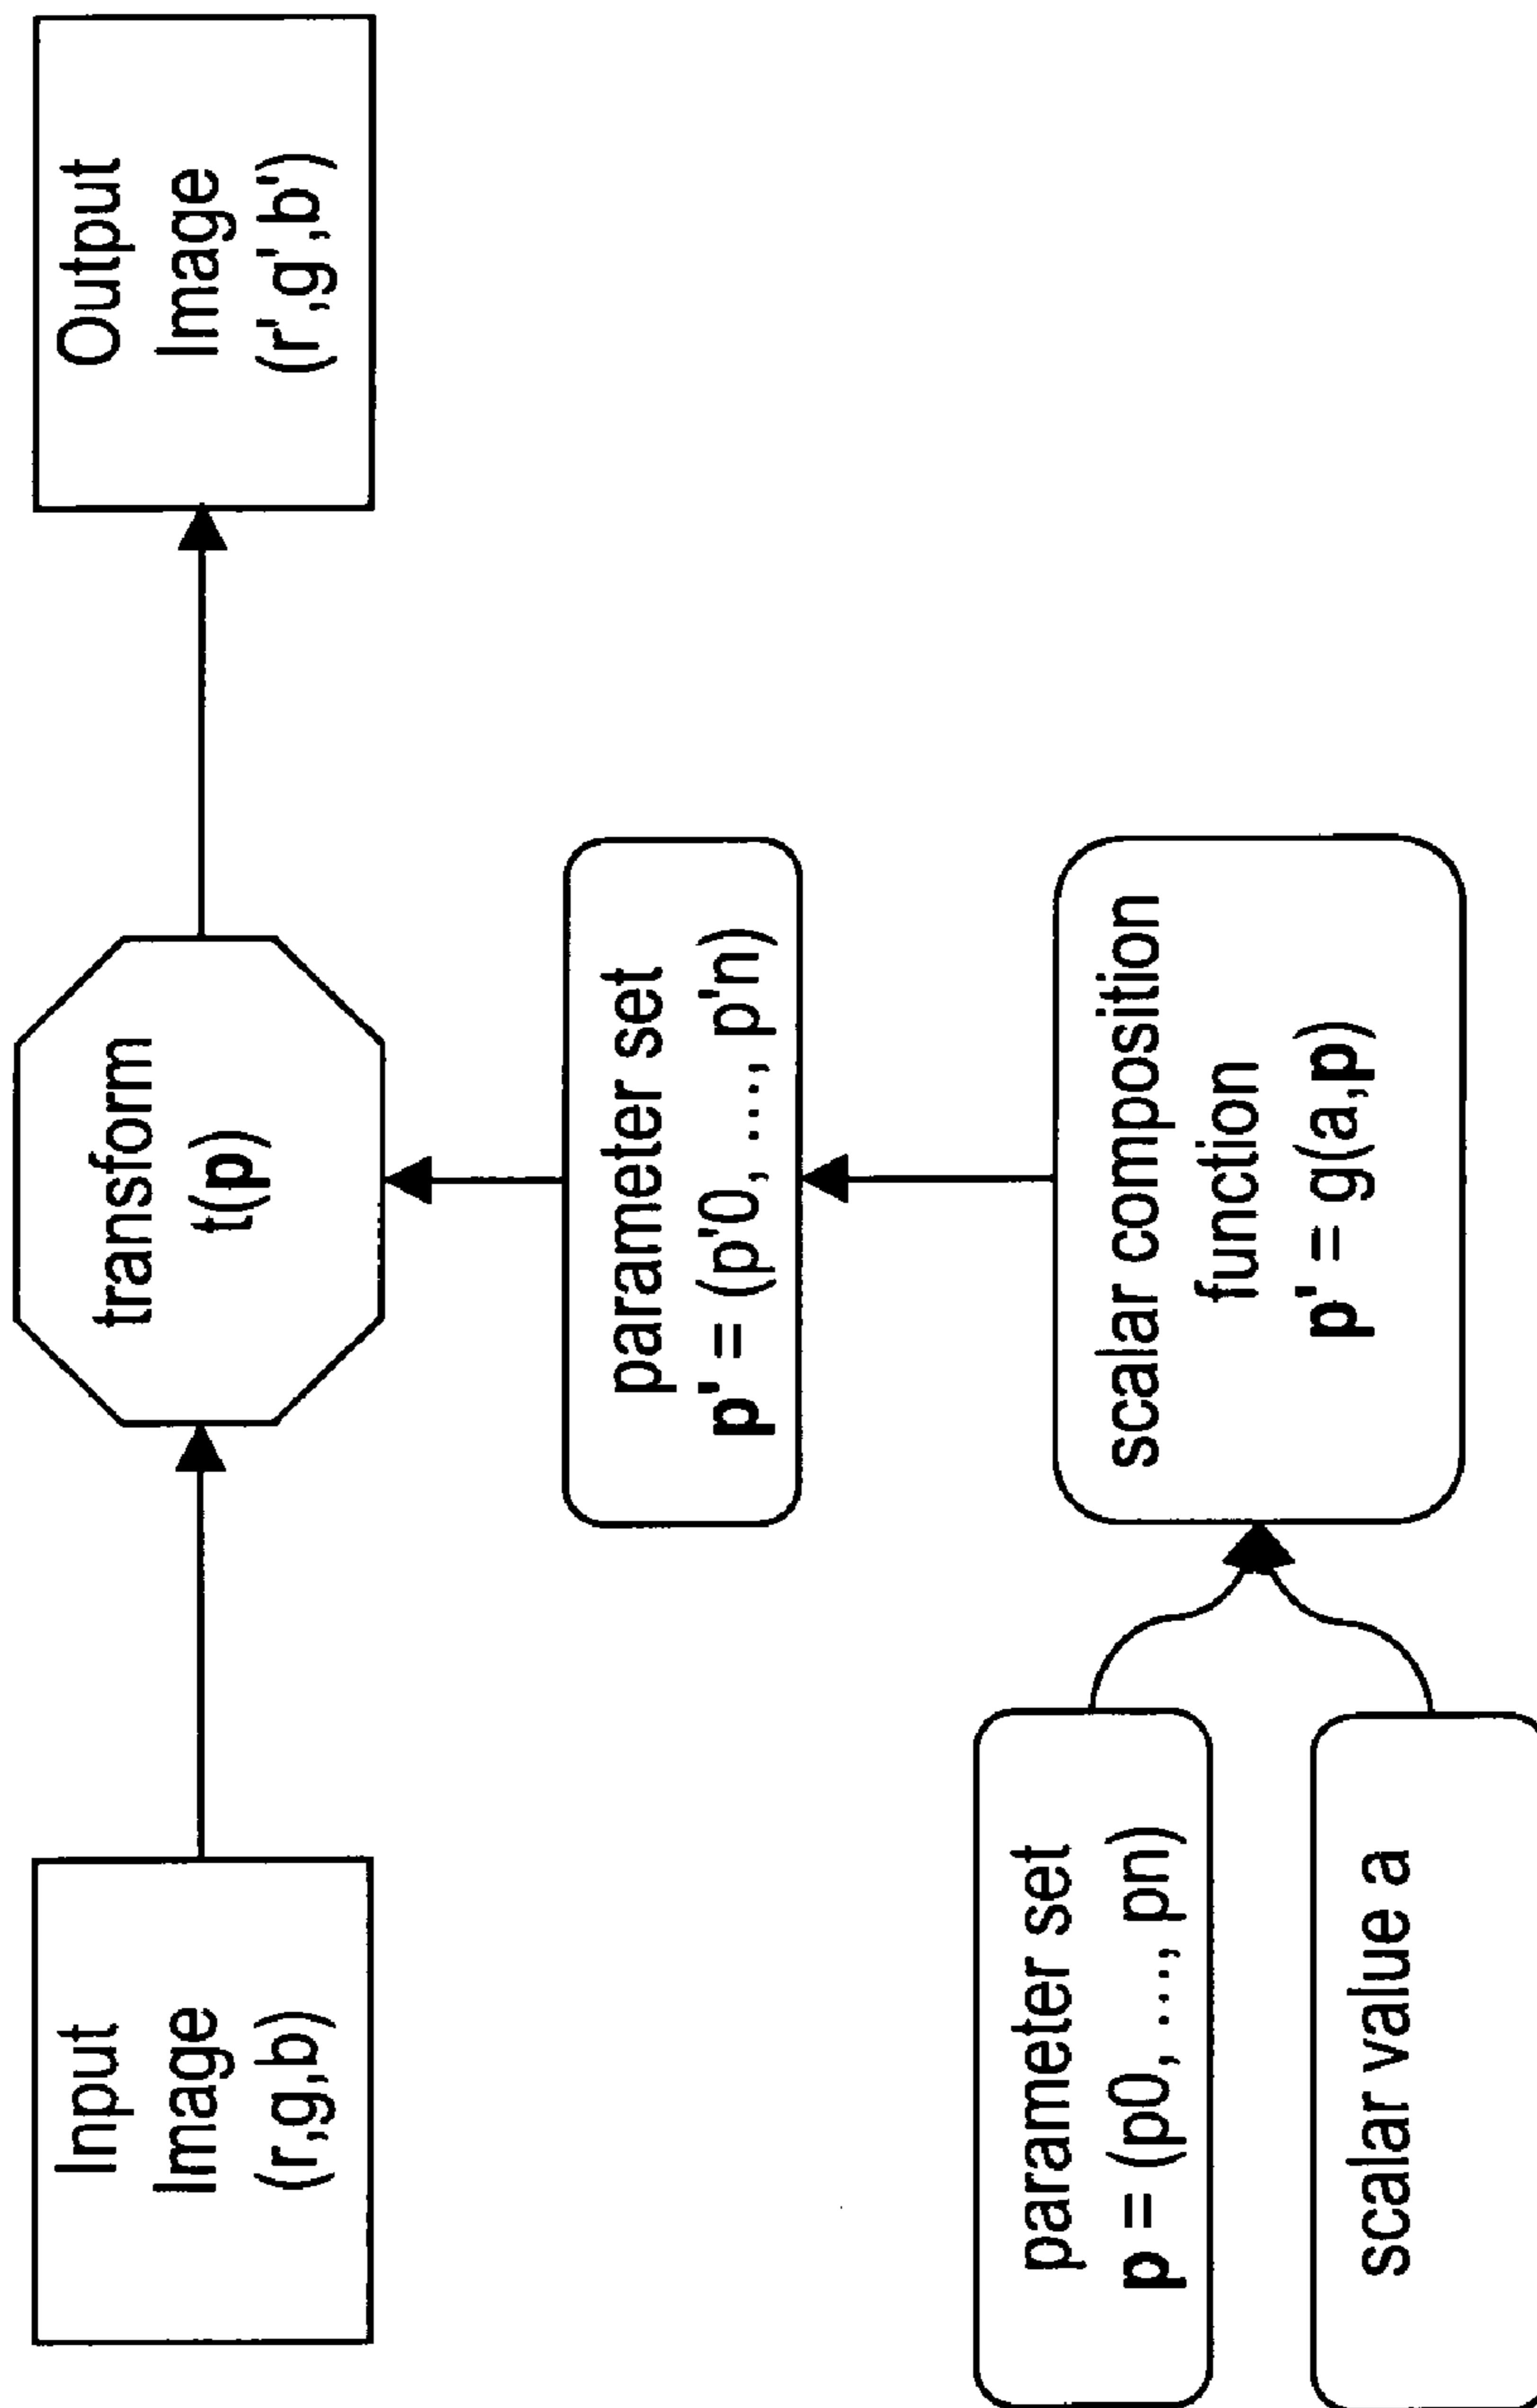 Input
Image
(r,g,b)
transform
t(p)
Output
Image
(r',g',b')
parameter set
p' = (p'0, ..., p'n)
parameter set
p = (p0, ..., pn)
scalar composition
function
p' = g(a,p)
scalar value a